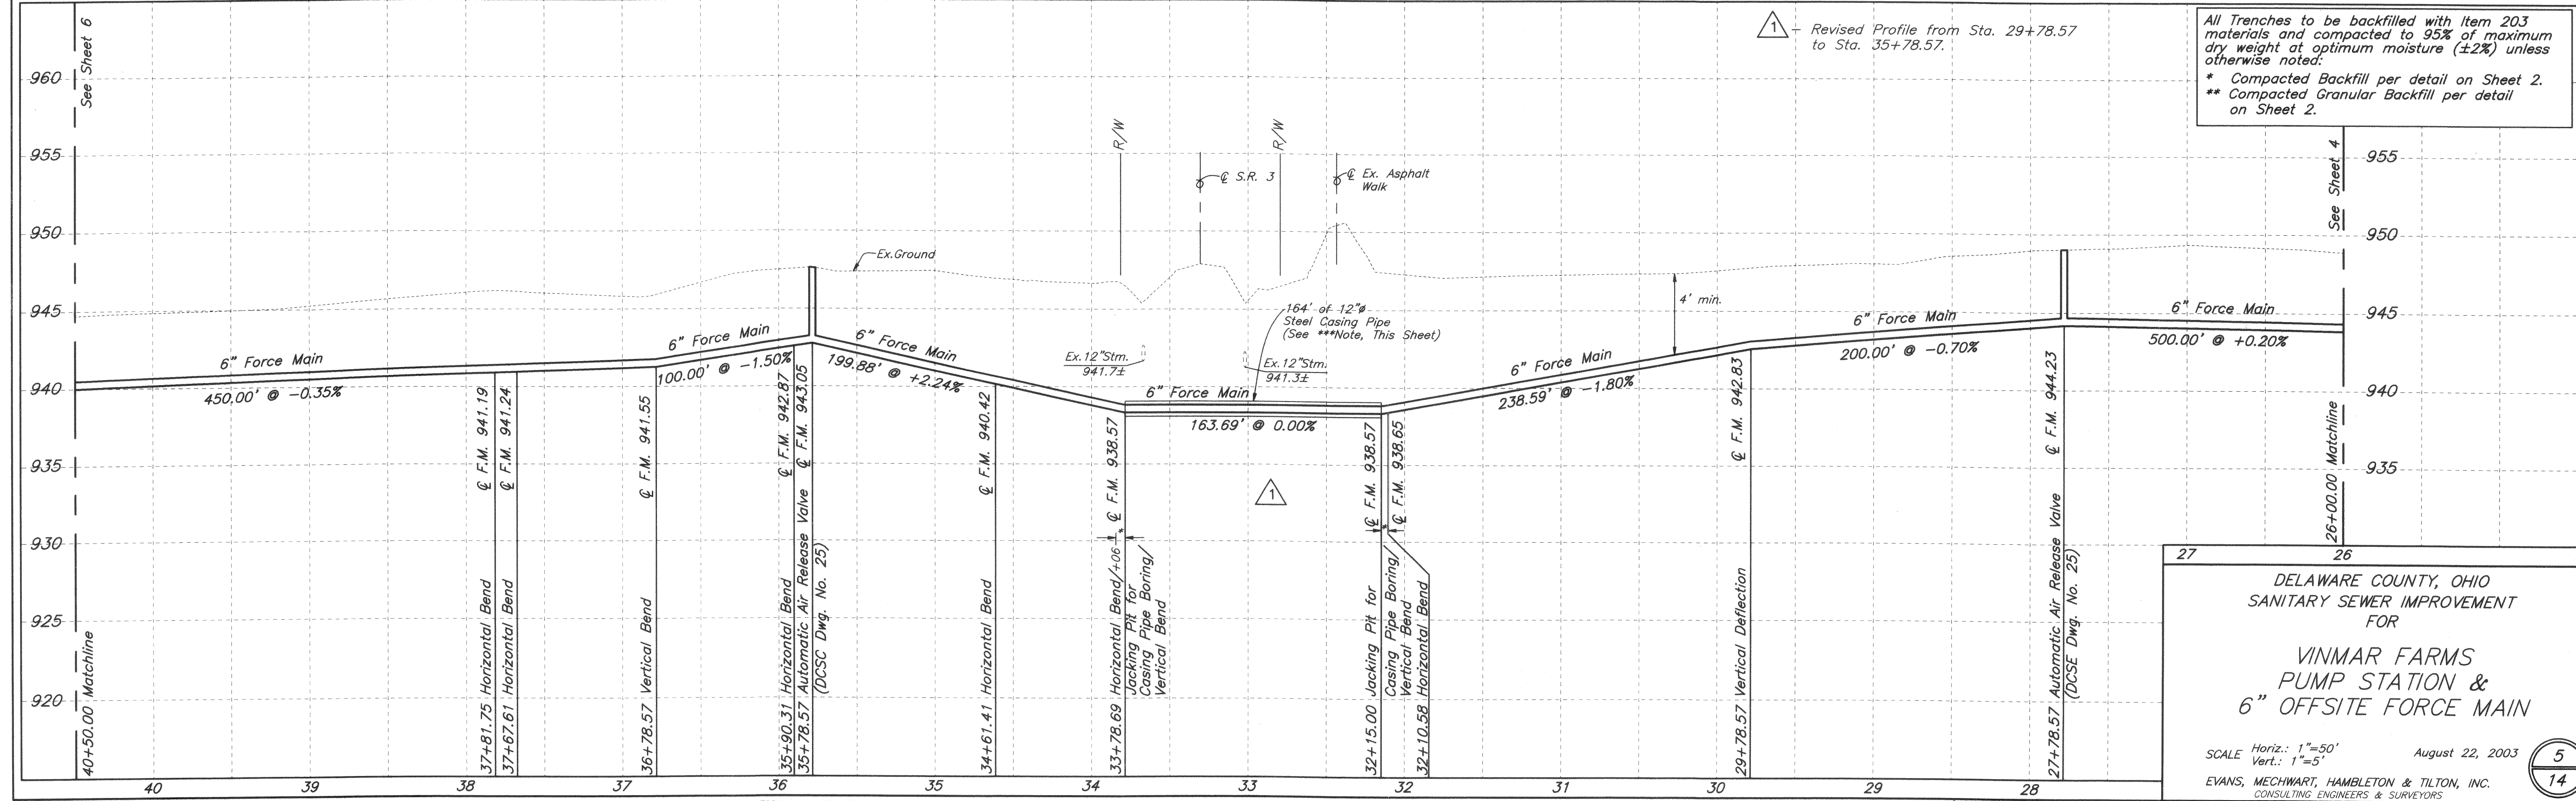 See Sheet 6
960
955
950
945
940
935
930
925
920
1 - Revised Profile from Sta. 29+78.57
to Sta. 35+78.57.
All Trenches to be backfilled with Item 203
materials and compacted to 95% of maximum
dry weight at optimum moisture (±2%) unless
otherwise noted:
* Compacted Backfill per detail on Sheet 2.
** Compacted Granular Backfill per detail
on Sheet 2.
R/W
℄ S.R. 3
R/W
℄ Ex. Asphalt
Walk
See Sheet 4
955
950
945
940
935
Ex.Ground
4' min.
164' of 12"ø
Steel Casing Pipe
(See ***Note, This Sheet)
Ex.12"Stm.
941.7±
Ex.12"Stm.
941.3±
6" Force Main
450.00' @ -0.35%
6" Force Main
100.00' @ -1.50%
6" Force Main
199.88' @ +2.24%
6" Force Main
163.69' @ 0.00%
6" Force Main
238.59' @ -1.80%
6" Force Main
200.00' @ -0.70%
6" Force Main
500.00' @ +0.20%
40+50.00 Matchline
℄ F.M. 941.19
37+81.75 Horizontal Bend
℄ F.M. 941.24
37+67.61 Horizontal Bend
℄ F.M. 941.55
36+78.57 Vertical Bend
℄ F.M. 942.87
35+90.31 Horizontal Bend
℄ F.M. 943.05
35+78.57 Automatic Air Release Valve
(DCSC Dwg. No. 25)
℄ F.M. 940.42
34+61.41 Horizontal Bend
℄ F.M. 938.57
*
33+78.69 Horizontal Bend/+06
Jacking Pit for
Casing Pipe Boring/
Vertical Bend
1
℄ F.M. 938.57
℄ F.M. 938.65
*
32+15.00 Jacking Pit for
Casing Pipe Boring/
Vertical Bend
32+10.58 Horizontal Bend
℄ F.M. 942.83
29+78.57 Vertical Deflection
℄ F.M. 944.23
27+78.57 Automatic Air Release Valve
(DCSE Dwg. No. 25)
26+00.00 Matchline
27 26
40 39 38 37 36 35 34 33 32 31 30 29 28
DELAWARE COUNTY, OHIO
SANITARY SEWER IMPROVEMENT
FOR
VINMAR FARMS
PUMP STATION &
6" OFFSITE FORCE MAIN
SCALE Horiz.: 1"=50'
Vert.: 1"=5'
August 22, 2003
5
14
EVANS, MECHWART, HAMBLETON & TILTON, INC.
CONSULTING ENGINEERS & SURVEYORS